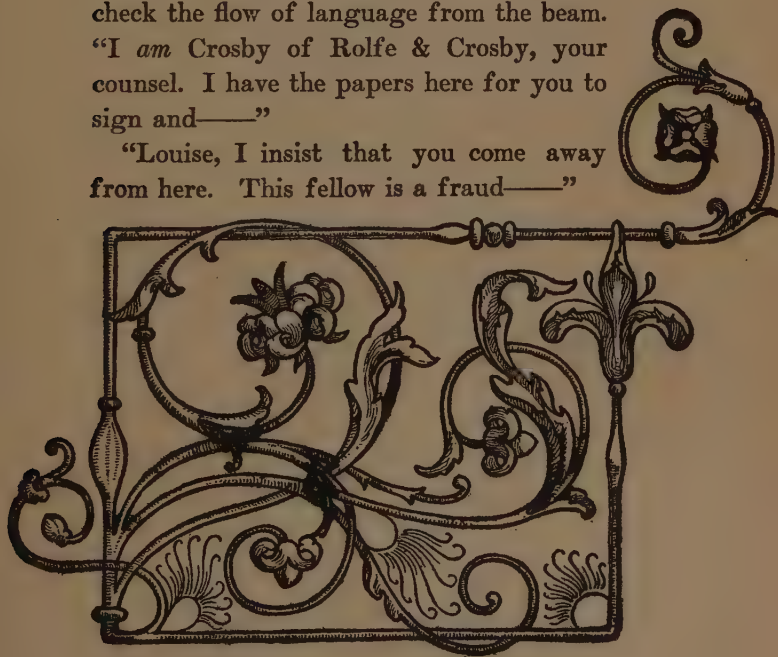 check the flow of language from the beam.
“I am Crosby of Rolfe & Crosby, your
counsel. I have the papers here for you to
sign and——”
“Louise, I insist that you come away
from here. This fellow is a fraud——”